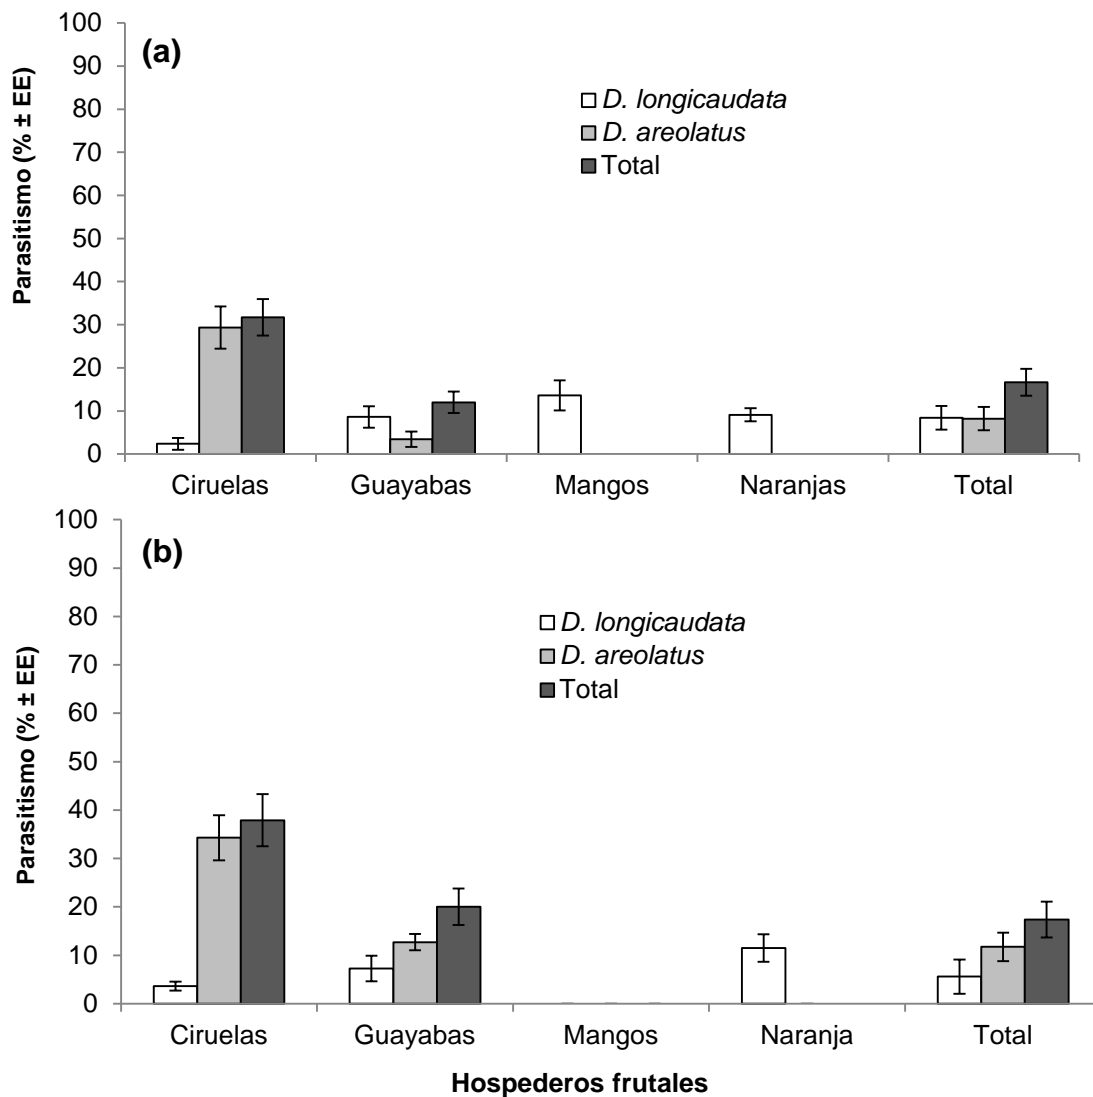 (a)
Parasitismo (% ± EE)
100
90
80
70
60
50
40
30
20
10
0
D. longicaudata
D. areolatus
Total
Ciruelas
Guayabas
Mangos
Naranjas
Total
(b)
Parasitismo (% ± EE)
100
90
80
70
60
50
40
30
20
10
0
D. longicaudata
D. areolatus
Total
Ciruelas
Guayabas
Mangos
Naranja
Total
Hospederos frutales